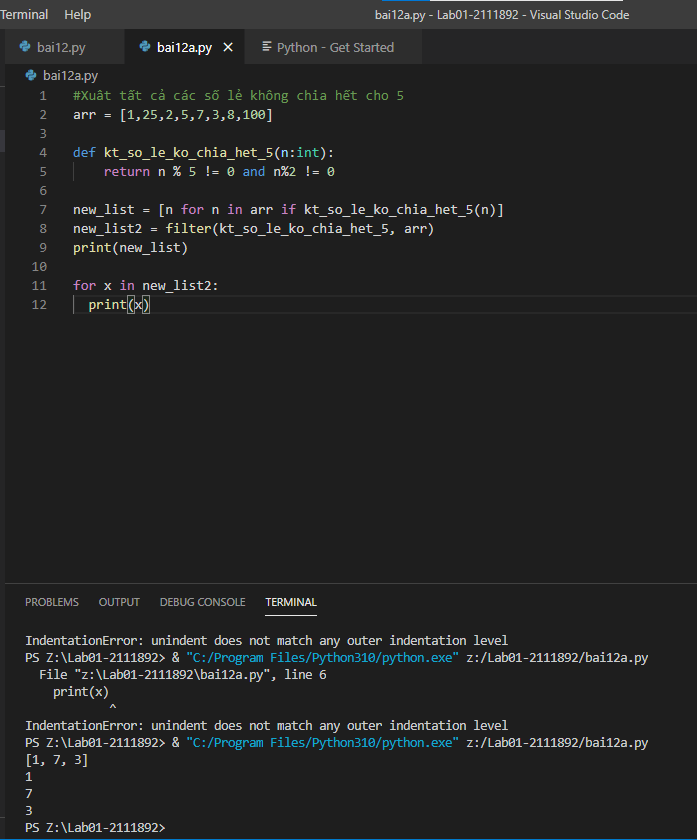 Terminal Help bai12a.py - Lab01-2111892 - Visual Studio Code
bai12.py bai12a.py Python - Get Started
bai12a.py
1 #Xuât tất cả các số lẻ không chia hết cho 5
2 arr = [1,25,2,5,7,3,8,100]
3
4 def kt_so_le_ko_chia_het_5(n:int):
5 return n % 5 != 0 and n%2 != 0
6
7 new_list = [n for n in arr if kt_so_le_ko_chia_het_5(n)]
8 new_list2 = filter(kt_so_le_ko_chia_het_5, arr)
9 print(new_list)
10
11 for x in new_list2:
12 print(x)
PROBLEMS OUTPUT DEBUG CONSOLE TERMINAL
IndentationError: unindent does not match any outer indentation level
PS Z:\Lab01-2111892> & "C:/Program Files/Python310/python.exe" z:/Lab01-2111892/bai12a.py
File "z:\Lab01-2111892\bai12a.py", line 6
print(x)
^
IndentationError: unindent does not match any outer indentation level
PS Z:\Lab01-2111892> & "C:/Program Files/Python310/python.exe" z:/Lab01-2111892/bai12a.py
[1, 7, 3]
1
7
3
PS Z:\Lab01-2111892>